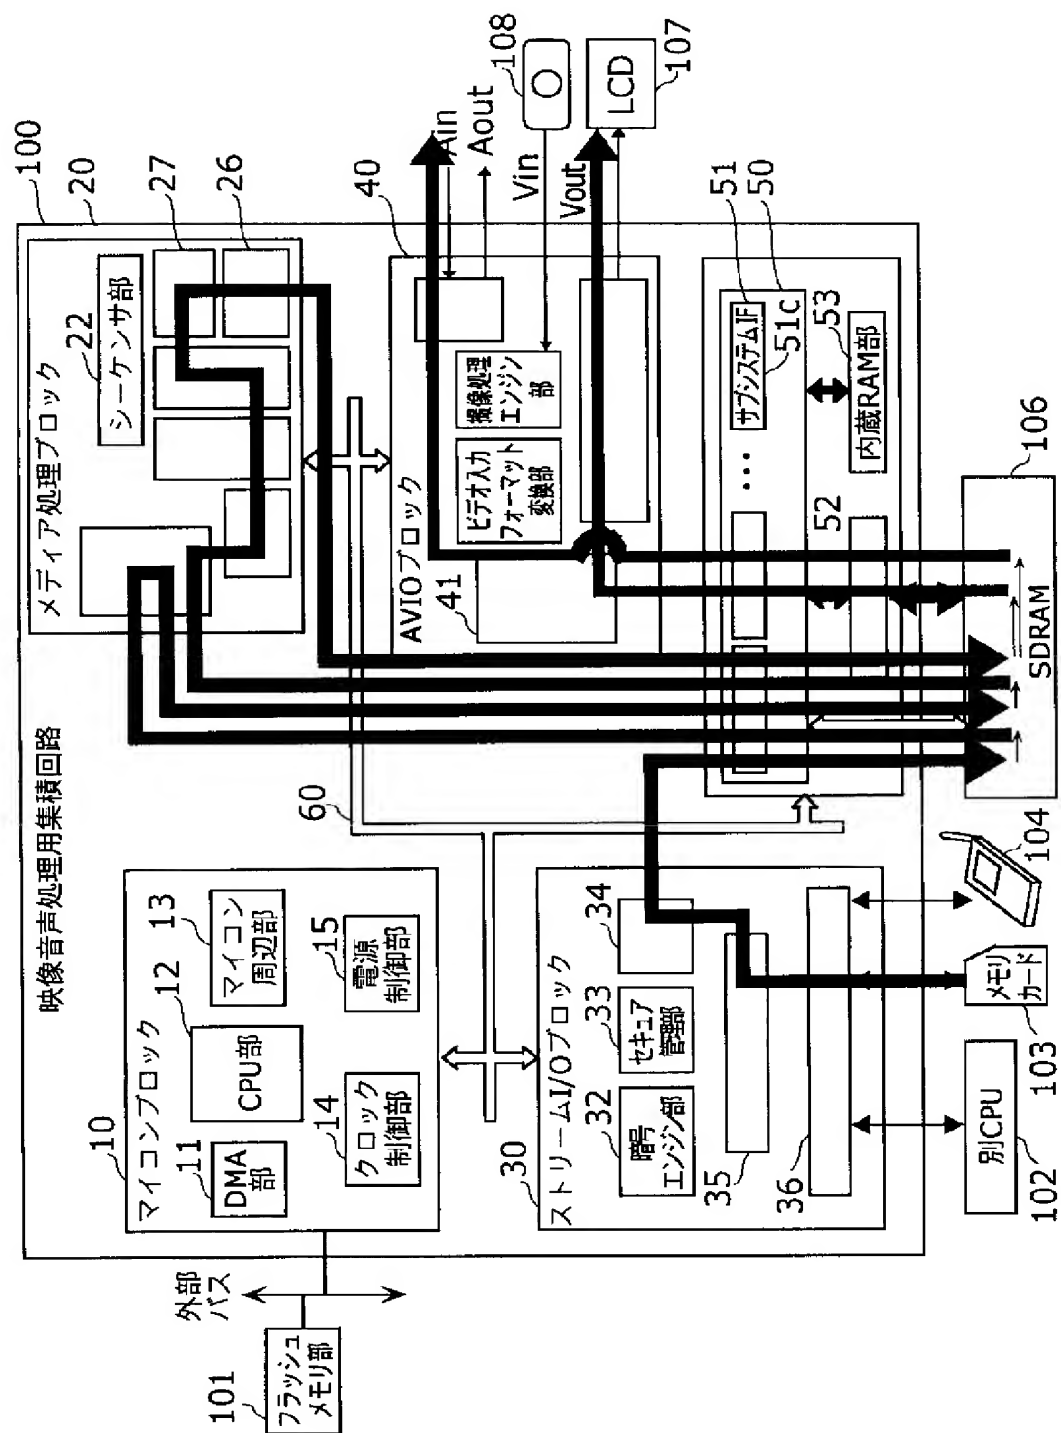 映像音声処理用集積回路
100
メディア処理ブロック
20
22
シーケンサ部
27
26
マイコンブロック
10
DMA
部
11
CPU部
12
マイコン
周辺部
13
クロック
制御部
14
電源
制御部
15
外部
バス
フラッシュ
メモリ部
101
60
AVIOブロック
40
41
ビデオ入力
フォーマット
変換部
撮像処理
エンジン
部
Ain
Aout
Vin
Vout
108
LCD
107
ストリームI/Oブロック
30
暗号
エンジン部
32
セキュア
管理部
33
34
35
36
50
51
サブシステムIF
51C
...
52
内蔵RAM部
53
別CPU
102
メモリ
カード
103
104
SDRAM
106